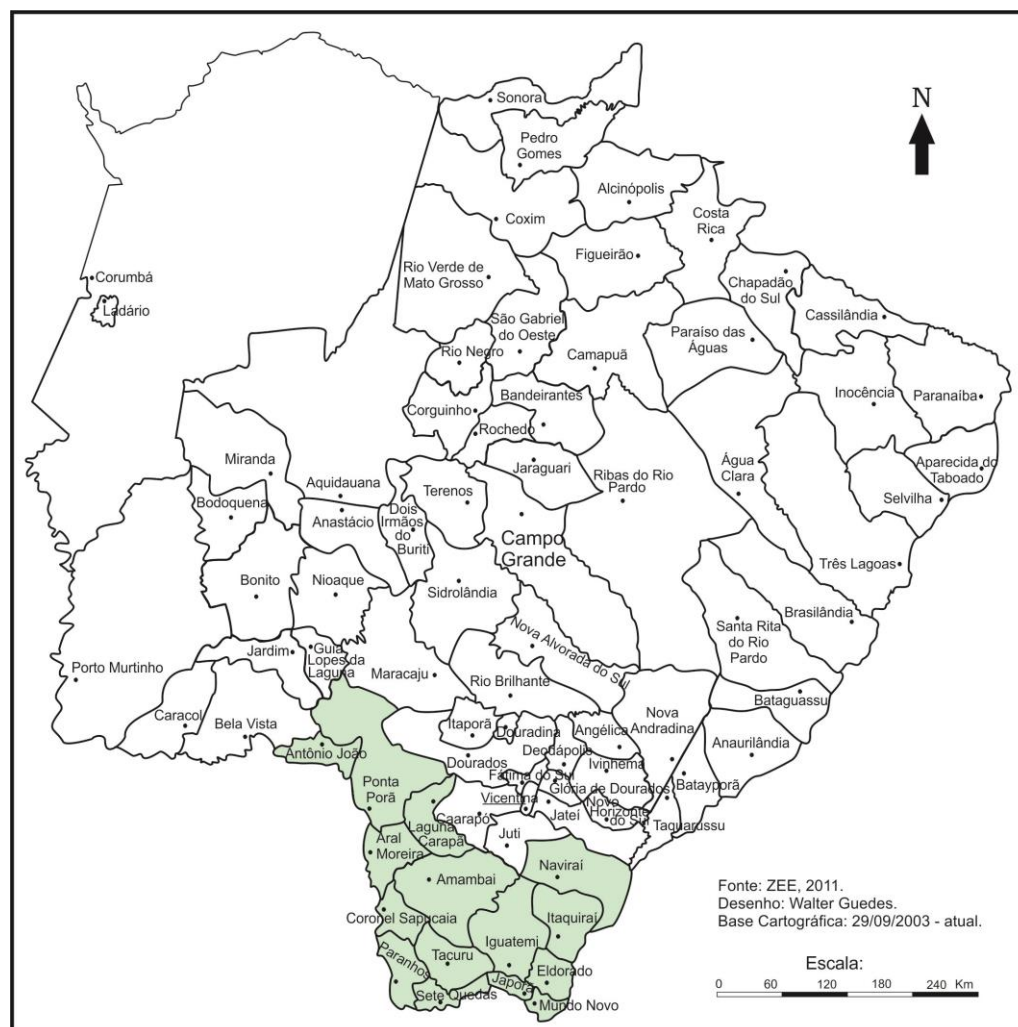 Sonora
N
Pedro
Gomes
Alcinópolis
Costa
Rica
Coxim
Figueirão
Rio Verde de
Mato Grosso
Chapadão
do Sul
Corumbá
Ladário
São Gabriel
do Oeste
Cassilândia
Paraíso das
Águas
Rio Negro
Camapuã
Bandeirantes
Inocência
Paranaíba
Corguinho
Rochedo
Miranda
Jaraguari
Ribas do Rio
Pardo
Água
Clara
Aparecida do
Taboado
Aquidauana
Terenos
Selvilha
Bodoquena
Anastácio
Dois
Irmãos
do
Buriti
Campo
Grande
Três Lagoas
Bonito
Nioaque
Sidrolândia
Brasilândia
Santa Rita
do Rio
Pardo
Nova Alvorada do Sul
Jardim
Guia
Lopes da
Laguna
Porto Murtinho
Maracaju
Rio Brilhante
Bataguassu
Caracol
Bela Vista
Itaporã
Douradina
Angélica
Nova
Andradina
Anaurilândia
Antônio João
Dourados
Deodápolis
Ivinhema
Fátima do Sul
Glória de Dourados
Batayporã
Ponta
Porã
Vicentina
Novo
Horizonte
do Sul
Laguna
Carapã
Caarapó
Jateí
Taquarussu
Aral
Moreira
Juti
Amambai
Naviraí
Fonte: ZEE, 2011.
Desenho: Walter Guedes.
Base Cartográfica: 29/09/2003 - atual.
Coronel Sapucaia
Itaquiraí
Iguatemi
Paranhos
Tacuru
Eldorado
Escala:
0 60 120 180 240 Km
Japorã
Sete Quedas
Mundo Novo